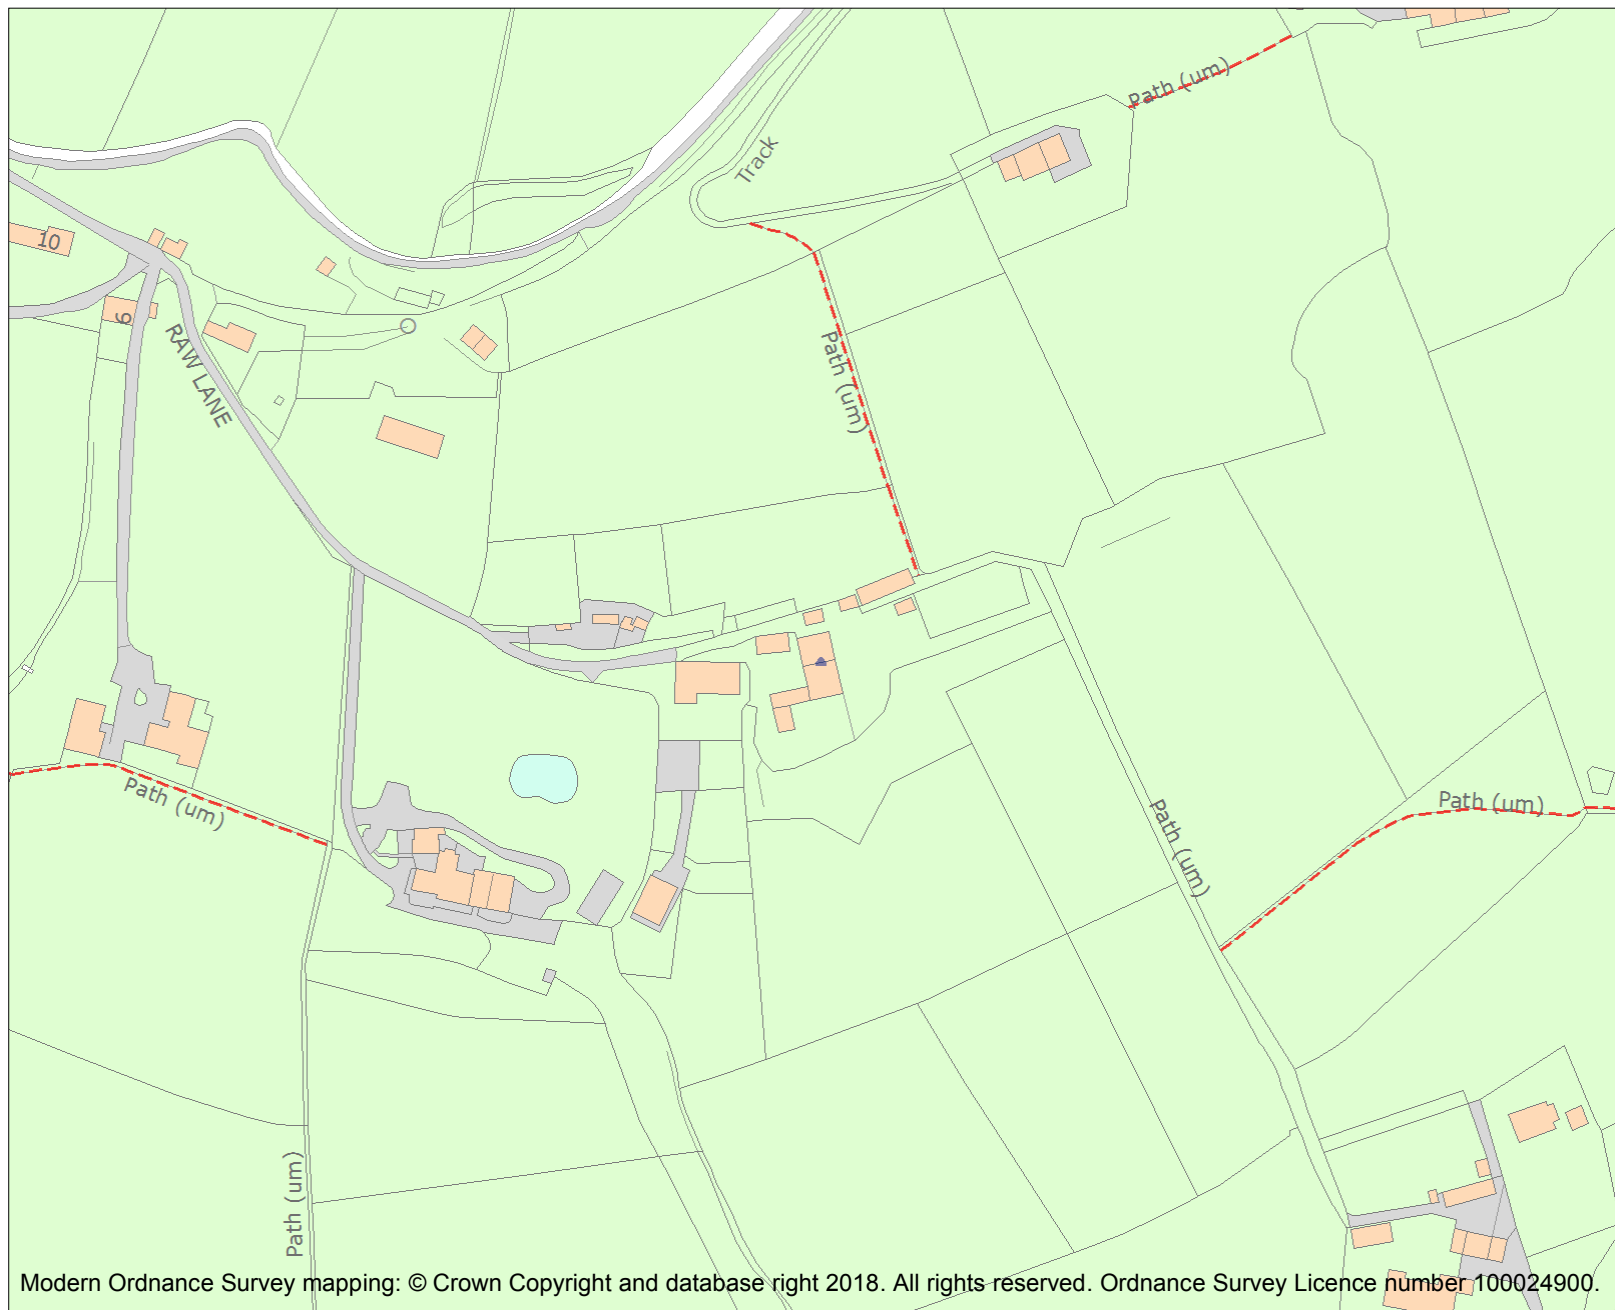 Path (um)
Track
10
9
RAW LANE
Path (um)
Path (um)
Path (um)
Path (um)
Path (um)
Modern Ordnance Survey mapping: © Crown Copyright and database right 2018. All rights reserved. Ordnance Survey Licence number 100024900.